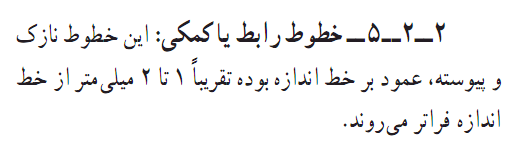 ۲ــ۲ــ۵ــ خطوط رابط یا کمکی: این خطوط نازک
و پیوسته، عمود بر خط اندازه بوده تقریباً ۱ تا ۲ میلی‌متر از خط
اندازه فراتر می‌روند.